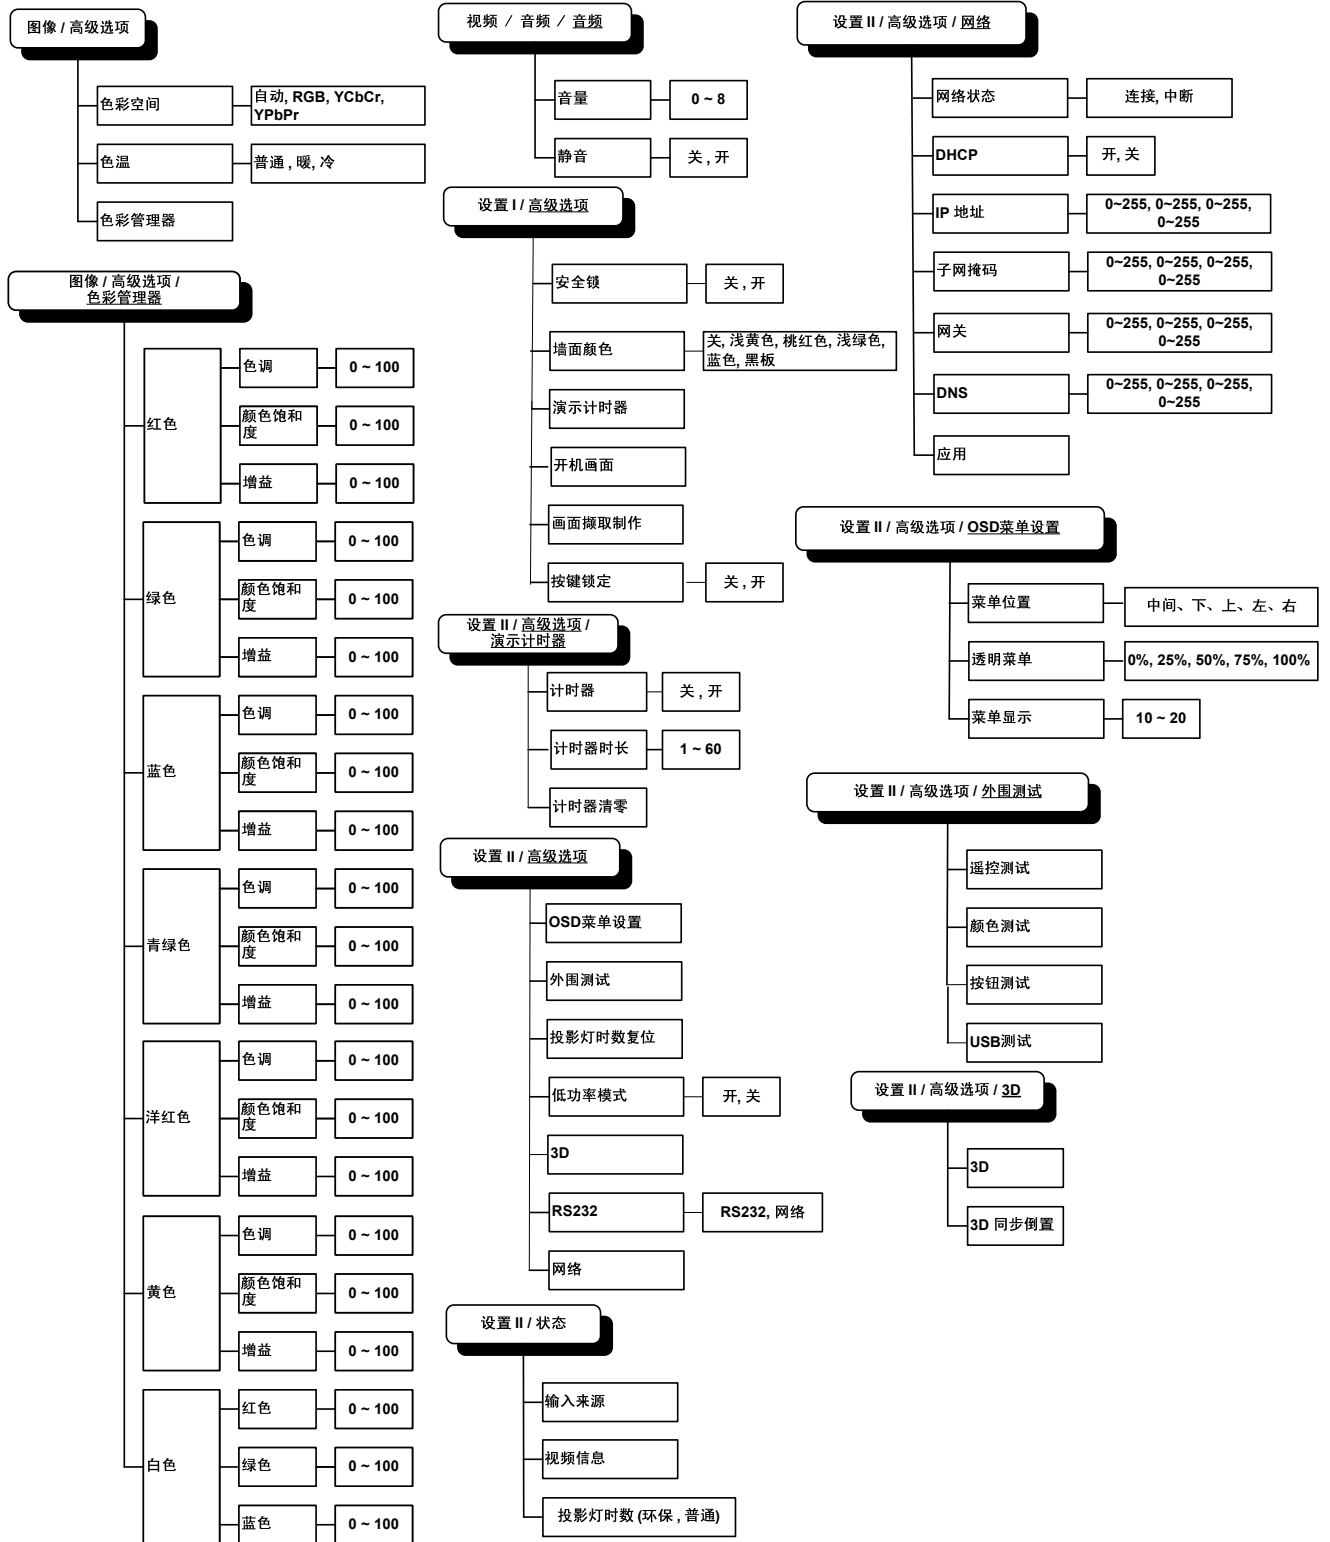 图像 / 高级选项
色彩空间
自动, RGB, YCbCr,
YPbPr
色温
普通 , 暖, 冷
色彩管理器
图像 / 高级选项 /
色彩管理器
红色
色调
0 ~ 100
颜色饱和
度
0 ~ 100
增益
0 ~ 100
绿色
色调
0 ~ 100
颜色饱和
度
0 ~ 100
增益
0 ~ 100
蓝色
色调
0 ~ 100
颜色饱和
度
0 ~ 100
增益
0 ~ 100
青绿色
色调
0 ~ 100
颜色饱和
度
0 ~ 100
增益
0 ~ 100
洋红色
色调
0 ~ 100
颜色饱和
度
0 ~ 100
增益
0 ~ 100
黄色
色调
0 ~ 100
颜色饱和
度
0 ~ 100
增益
0 ~ 100
白色
红色
0 ~ 100
绿色
0 ~ 100
蓝色
0 ~ 100
视频 / 音频 / 音频
音量
0 ~ 8
静音
关 , 开
设置 I / 高级选项
安全锁
关 , 开
墙面颜色
关, 浅黄色, 桃红色, 浅绿色,
蓝色, 黑板
演示计时器
开机画面
画面撷取制作
按键锁定
关 , 开
设置 II / 高级选项 /
演示计时器
计时器
关 , 开
计时器时长
1 ~ 60
计时器清零
设置 II / 高级选项
OSD菜单设置
外围测试
投影灯时数复位
低功率模式
开, 关
3D
RS232
RS232, 网络
网络
设置 II / 状态
输入来源
视频信息
投影灯时数 (环保 , 普通)
设置 II / 高级选项 / 网络
网络状态
连接, 中断
DHCP
开, 关
IP 地址
0~255, 0~255, 0~255,
0~255
子网掩码
0~255, 0~255, 0~255,
0~255
网关
0~255, 0~255, 0~255,
0~255
DNS
0~255, 0~255, 0~255,
0~255
应用
设置 II / 高级选项 / OSD菜单设置
菜单位置
中间、下、上、左、右
透明菜单
0%, 25%, 50%, 75%, 100%
菜单显示
10 ~ 20
设置 II / 高级选项 / 外围测试
遥控测试
颜色测试
按钮测试
USB测试
设置 II / 高级选项 / 3D
3D
3D 同步倒置